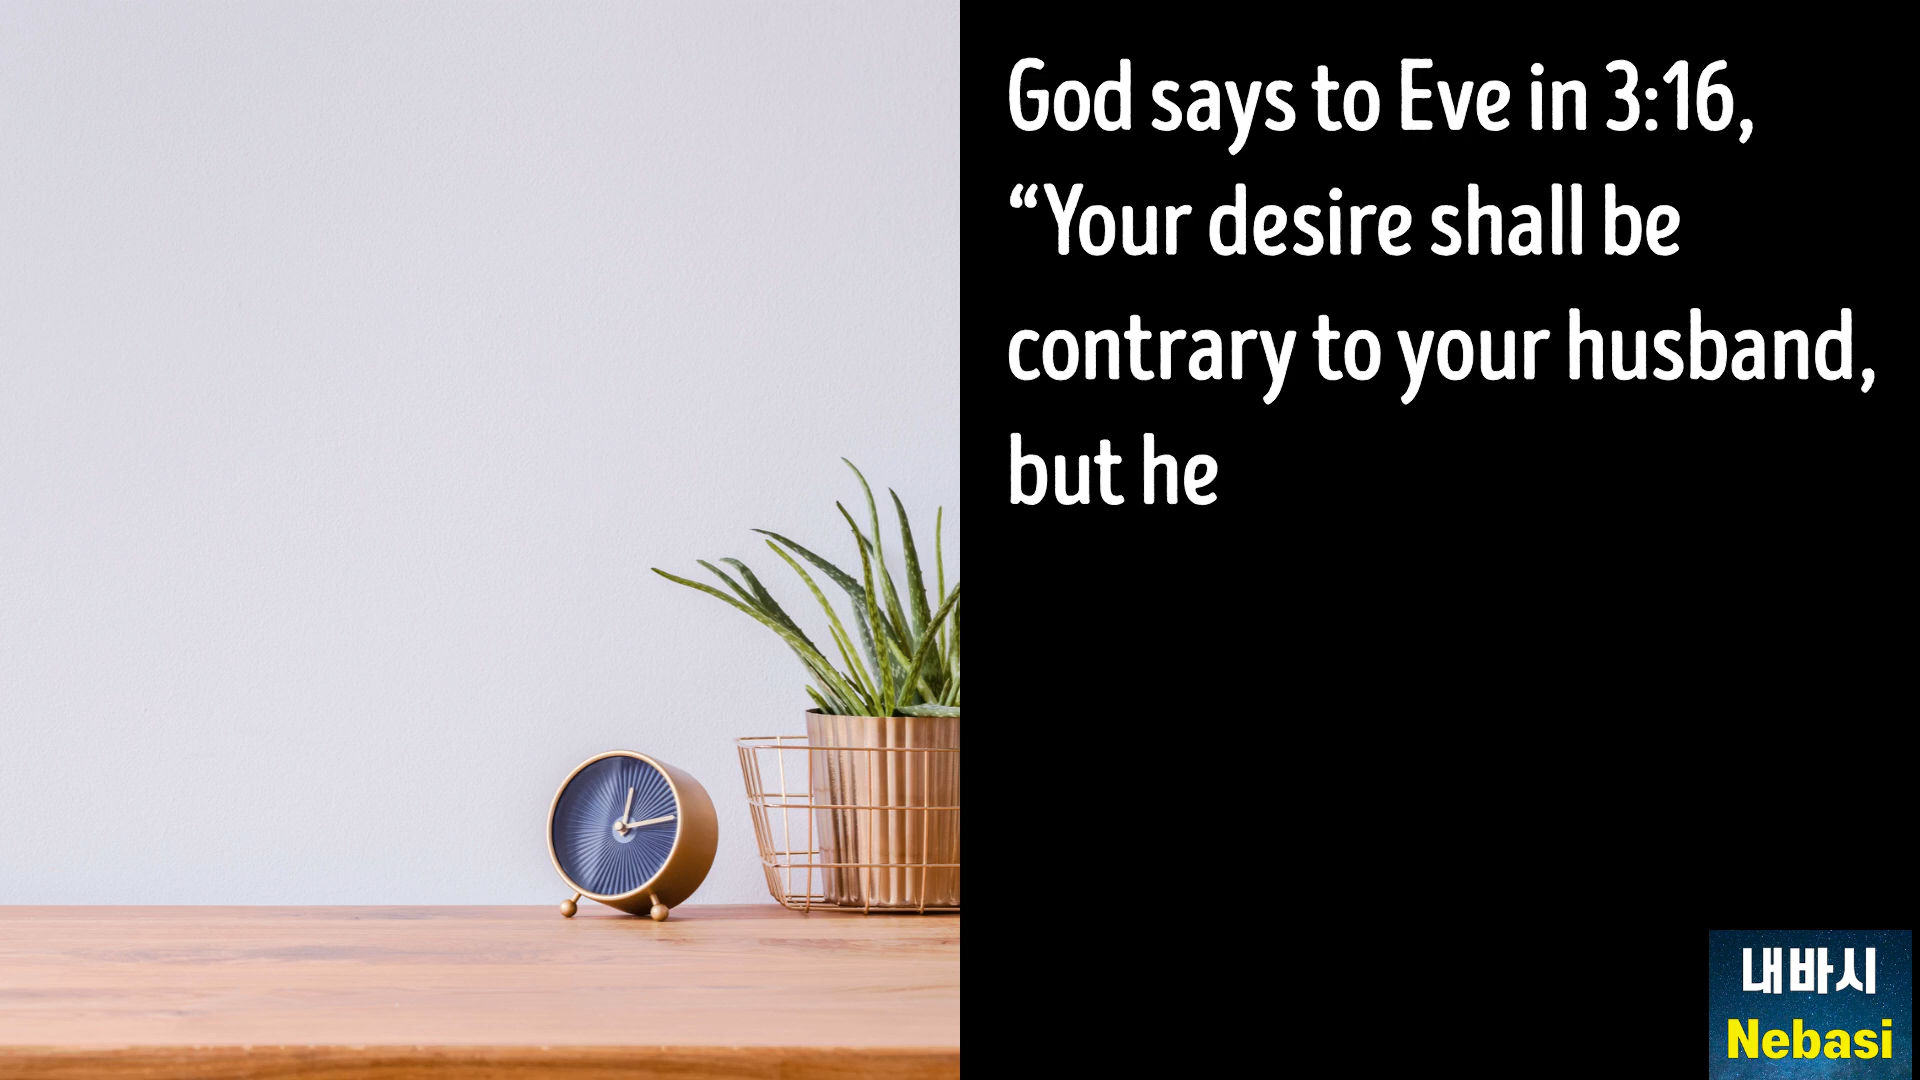 God says to Eve in 3:16,
“Your desire shall be
contrary to your husband,
but he
내바시
Nebasi